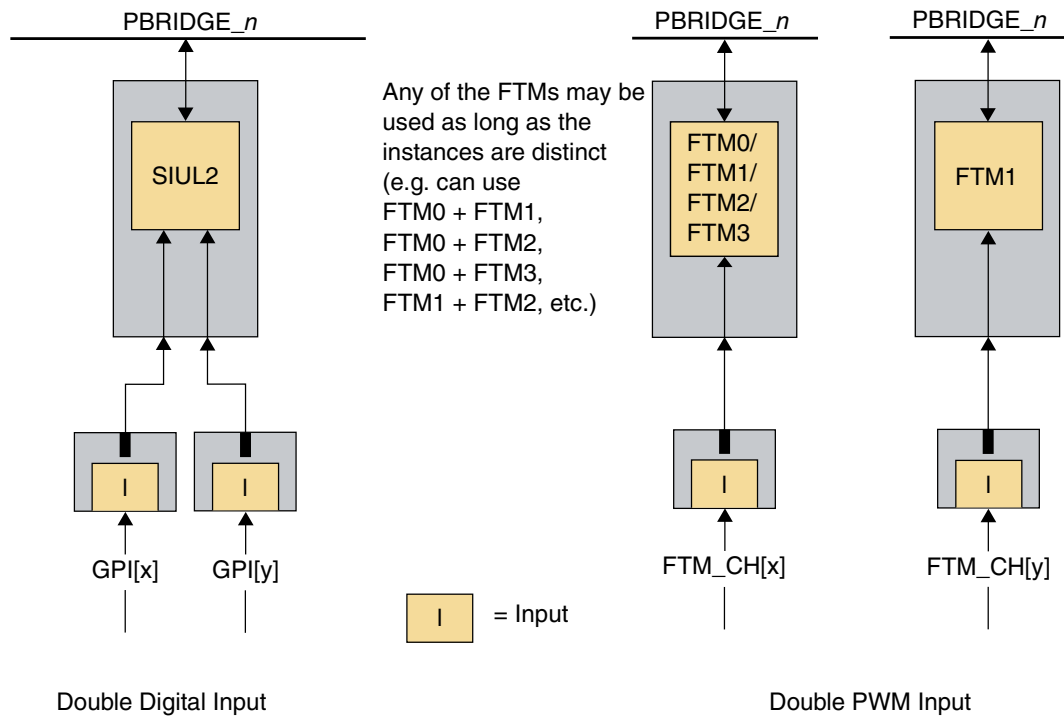 PBRIDGE_n
SIUL2
GPI[x]
GPI[y]
I
I
Double Digital Input
Any of the FTMs may be
used as long as the
instances are distinct
(e.g. can use
FTM0 + FTM1,
FTM0 + FTM2,
FTM0 + FTM3,
FTM1 + FTM2, etc.)
I
= Input
PBRIDGE_n
FTM0/
FTM1/
FTM2/
FTM3
I
FTM_CH[x]
PBRIDGE_n
FTM1
I
FTM_CH[y]
Double PWM Input